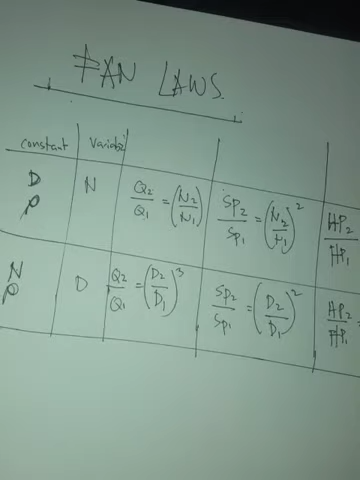 FAN LAWS
constant variable
D ρ N Q₂/Q₁ = (N₂/N₁) SP₂/SP₁ = (N₂/N₁)² HP₂/HP₁
N ρ D Q₂/Q₁ = (D₂/D₁)³ SP₂/SP₁ = (D₂/D₁)² HP₂/HP₁ =